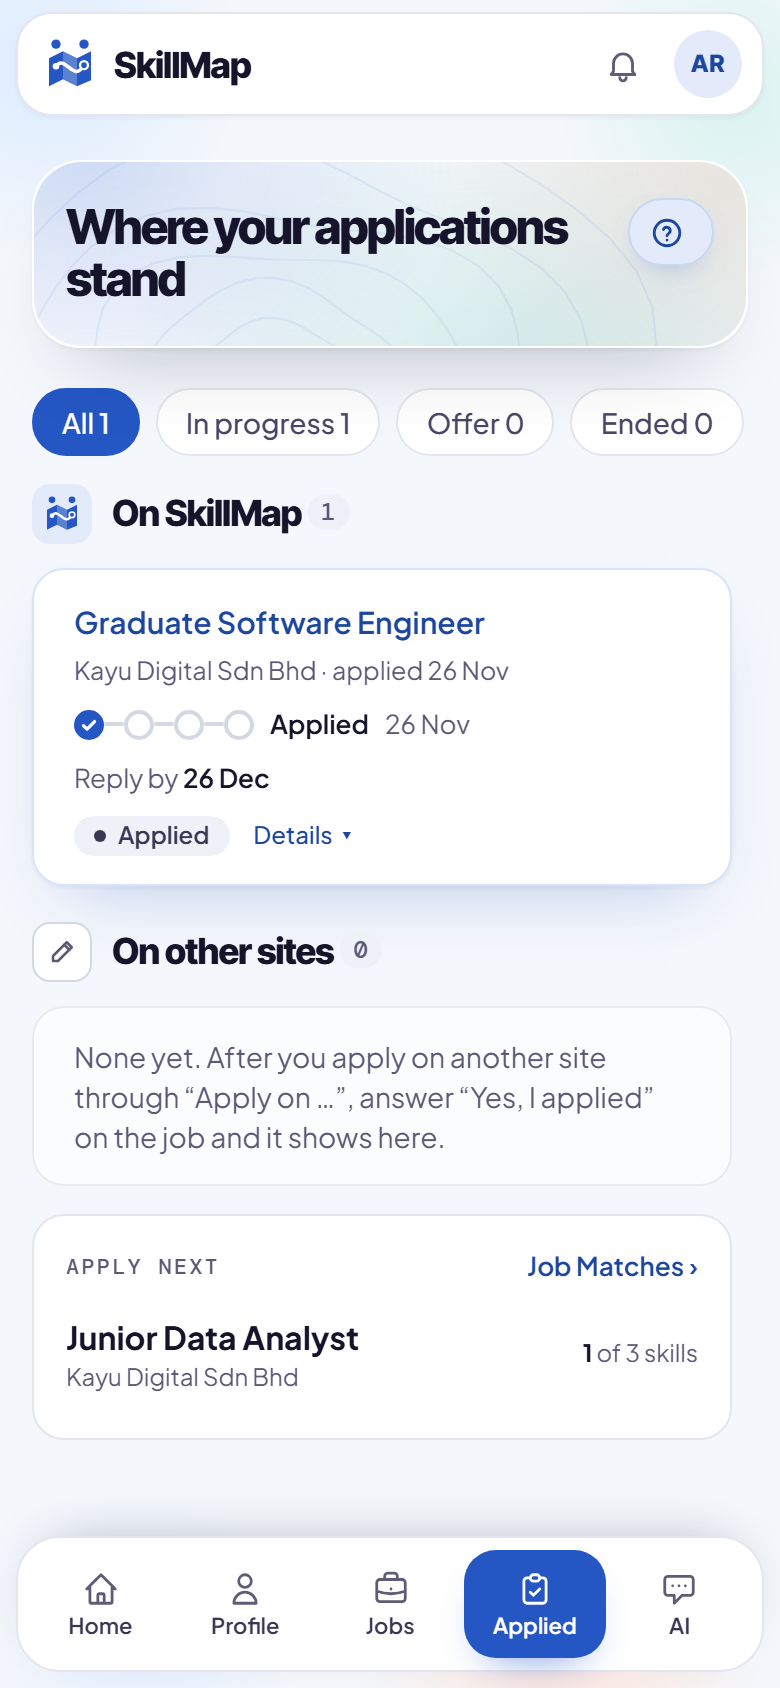 SkillMap
AR
Where your applications
stand
All 1
In progress 1
Offer 0
Ended 0
On SkillMap 1
Graduate Software Engineer
Kayu Digital Sdn Bhd · applied 26 Nov
Applied 26 Nov
Reply by 26 Dec
Applied
Details ▾
On other sites 0
None yet. After you apply on another site
through “Apply on ...”, answer “Yes, I applied”
on the job and it shows here.
APPLY NEXT
Job Matches ›
Junior Data Analyst
1 of 3 skills
Kayu Digital Sdn Bhd
Home
Profile
Jobs
Applied
AI